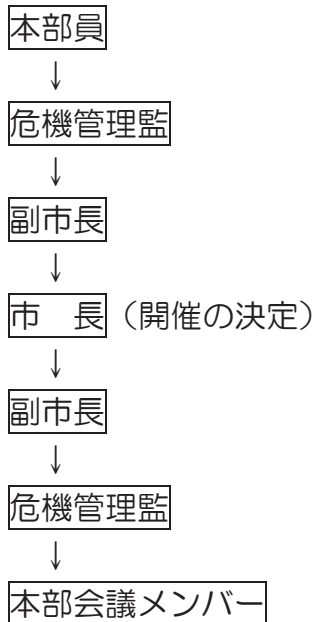 本部員
↓
危機管理監
↓
副市長
↓
市　長（開催の決定）
↓
副市長
↓
危機管理監
↓
本部会議メンバー